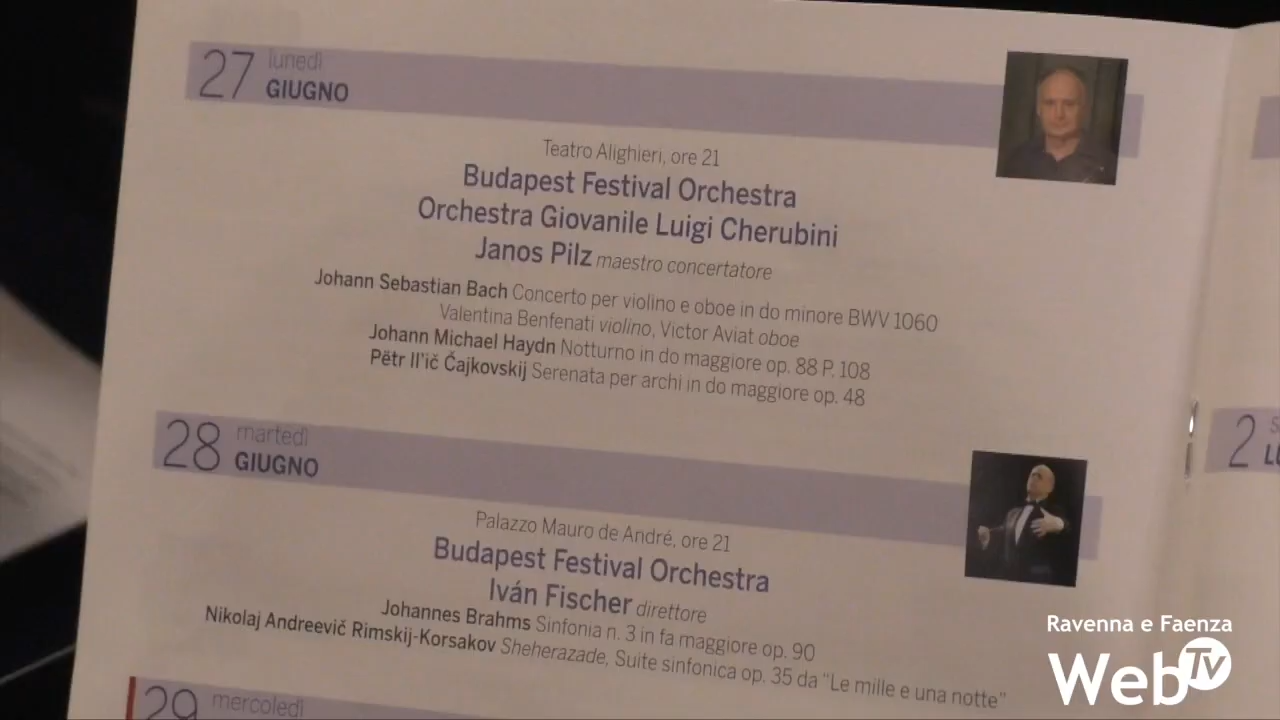 27 lunedì
GIUGNO
Teatro Alighieri, ore 21
Budapest Festival Orchestra
Orchestra Giovanile Luigi Cherubini
Janos Pilz maestro concertatore
Johann Sebastian Bach Concerto per violino e oboe in do minore BWV 1060
Valentina Benfenati violino, Victor Aviat oboe
Johann Michael Haydn Notturno in do maggiore op. 88 P. 108
Pëtr Il'ič Čajkovskij Serenata per archi in do maggiore op. 48
28 martedì
GIUGNO
Palazzo Mauro de André, ore 21
Budapest Festival Orchestra
Iván Fischer direttore
Johannes Brahms Sinfonia n. 3 in fa maggiore op. 90
Nikolaj Andreevič Rimskij-Korsakov Sheherazade, Suite sinfonica op. 35 da "Le mille e una notte"
29 mercoledì
2
Ravenna e Faenza
Web TV